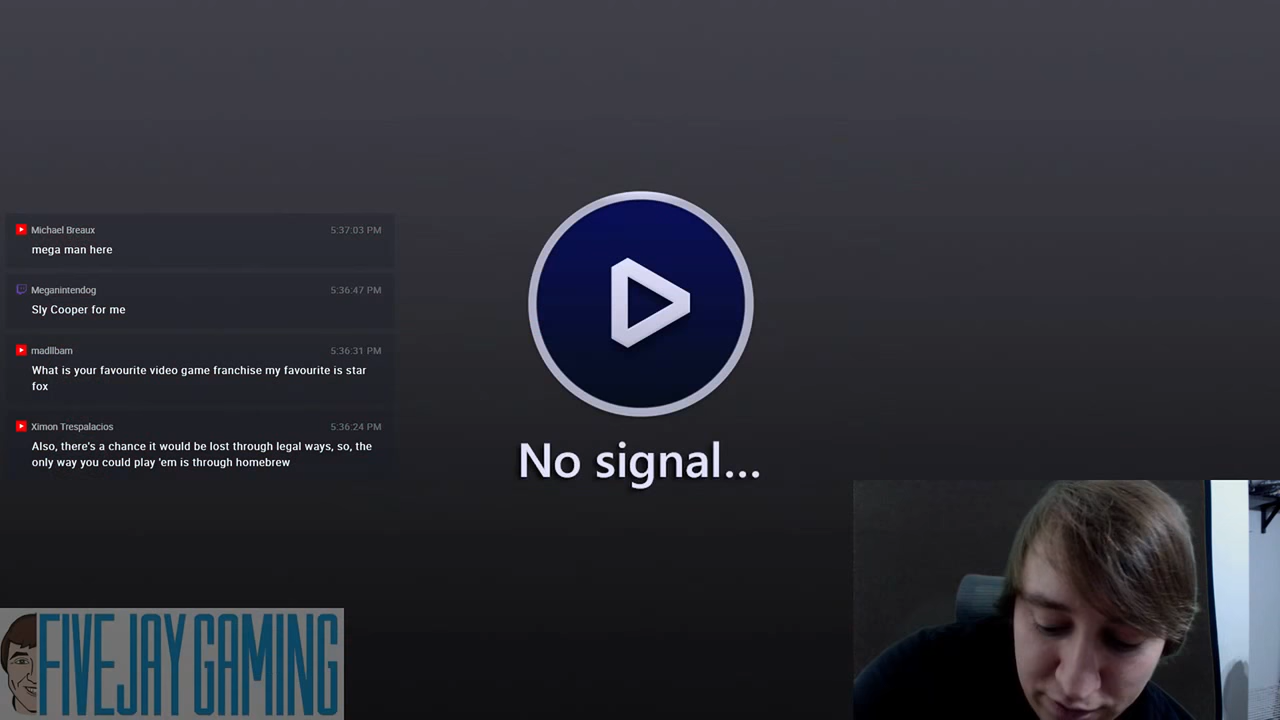 Michael Breaux 5:37:03 PM
mega man here
Meganintendog 5:36:47 PM
Sly Cooper for me
madllbam 5:36:31 PM
What is your favourite video game franchise my favourite is star
fox
Ximon Trespalacios 5:36:24 PM
Also, there's a chance it would be lost through legal ways, so, the
only way you could play 'em is through homebrew
No signal...
FIVEJAY GAMING